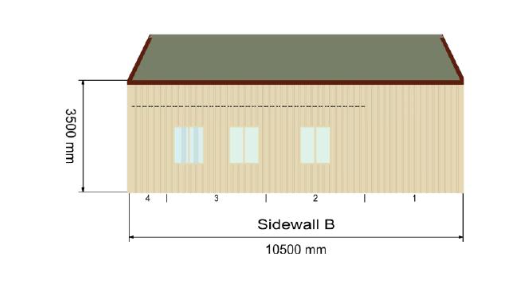 3500 mm
4 | 3 | 2 | 1
Sidewall B
10500 mm